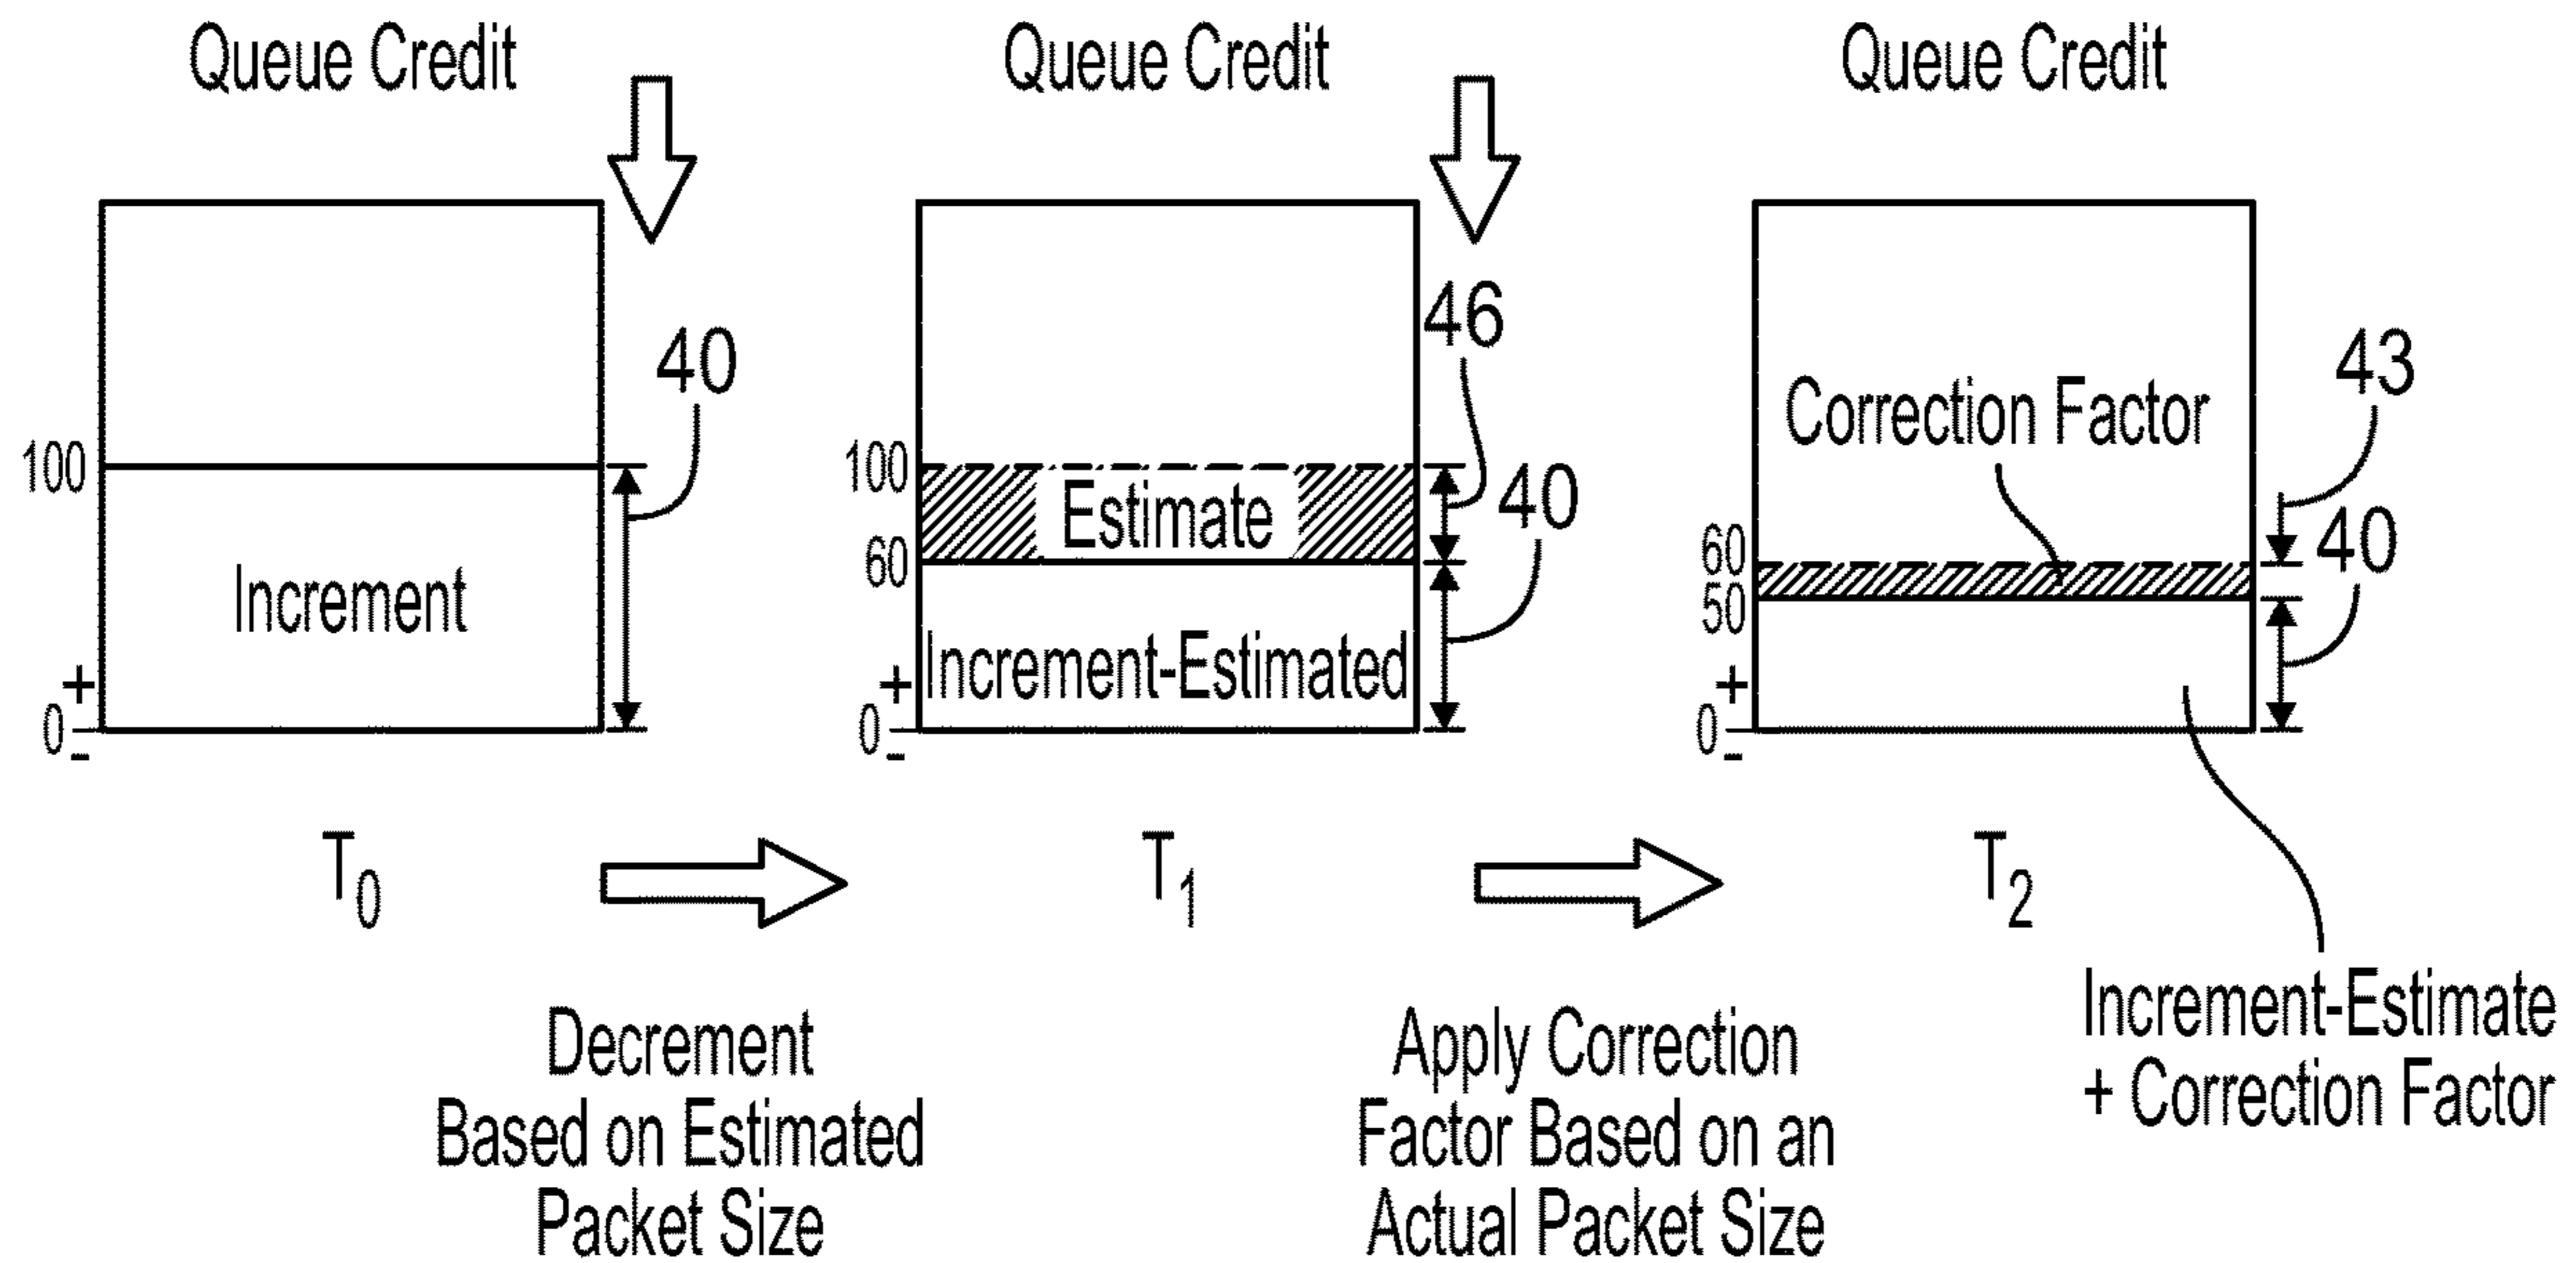 Queue Credit
40
100
Increment
+
0
-
T0
Decrement
Based on Estimated
Packet Size
Queue Credit
46
100
Estimate
40
60
Increment-Estimated
+
0
-
T1
Apply Correction
Factor Based on an
Actual Packet Size
Queue Credit
43
Correction Factor
60
40
50
+
0
-
T2
Increment-Estimate
+ Correction Factor